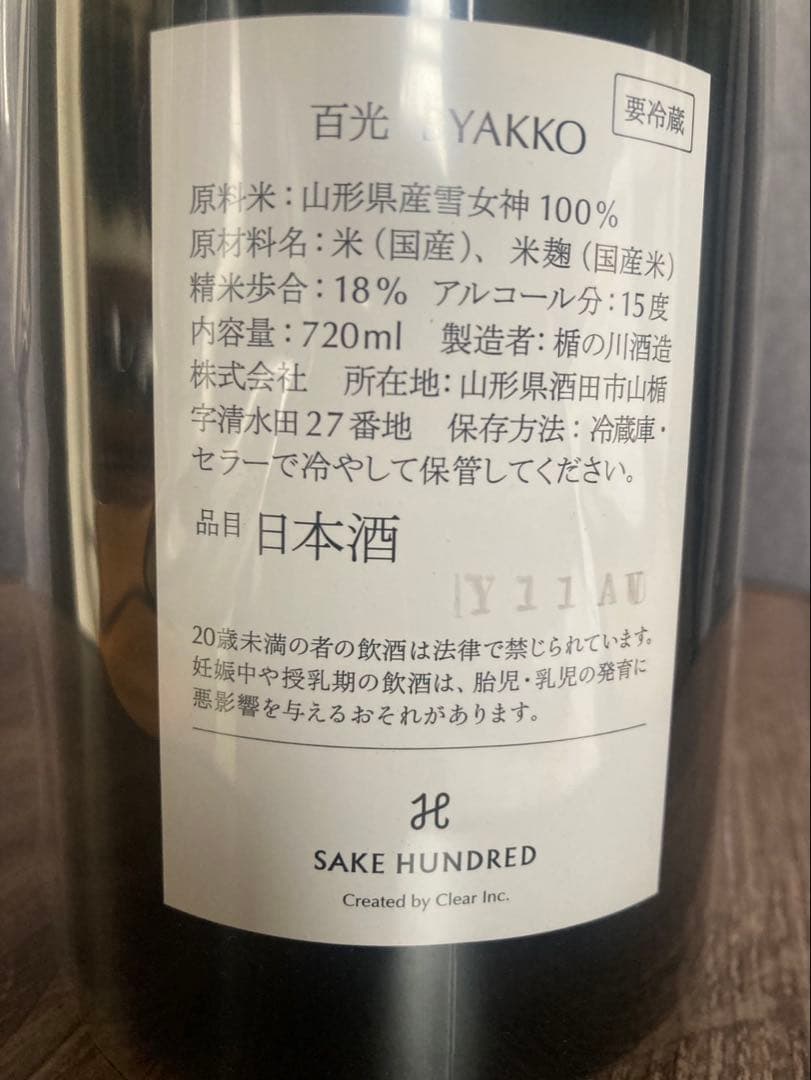 百光 BYAKKO
要冷蔵
原料米：山形県産雪女神 100%
原材料名：米（国産）、米麹（国産米）
精米歩合：18% アルコール分：15度
内容量：720ml 製造者：楯の川酒造
株式会社 所在地：山形県酒田市山楯
字清水田27番地 保存方法：冷蔵庫・
セラーで冷やして保管してください。
品目 日本酒
Y11AU
20歳未満の者の飲酒は法律で禁じられています。
妊娠中や授乳期の飲酒は、胎児・乳児の発育に
悪影響を与えるおそれがあります。
SAKE HUNDRED
Created by Clear Inc.